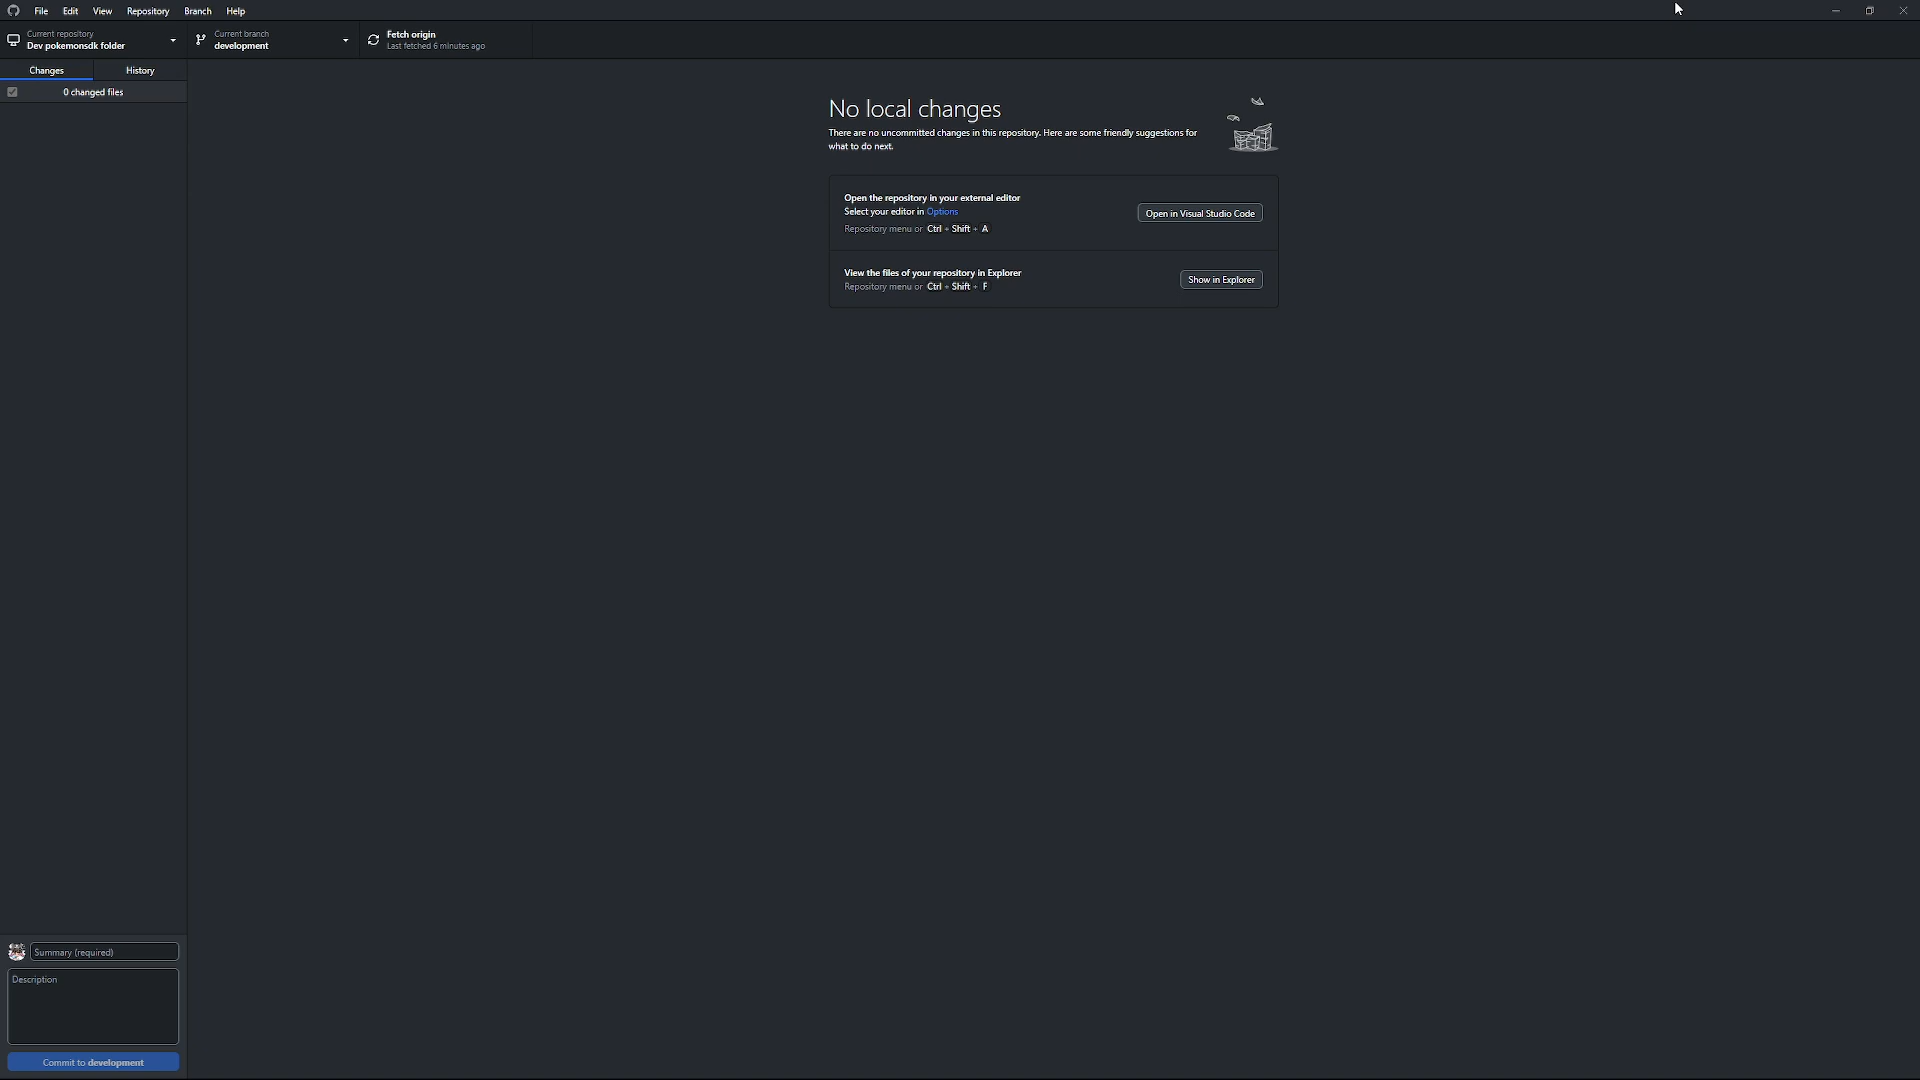 File Edit View Repository Branch Help
Current repository
Dev pokemonsdk folder
Current branch
development
Fetch origin
Last fetched 6 minutes ago
Changes History
0 changed files
No local changes
There are no uncommitted changes in this repository. Here are some friendly suggestions for
what to do next.
Open the repository in your external editor
Select your editor in Options
Repository menu or Ctrl + Shift + A
Open in Visual Studio Code
View the files of your repository in Explorer
Repository menu or Ctrl + Shift + F
Show in Explorer
Summary (required)
Description
Commit to development